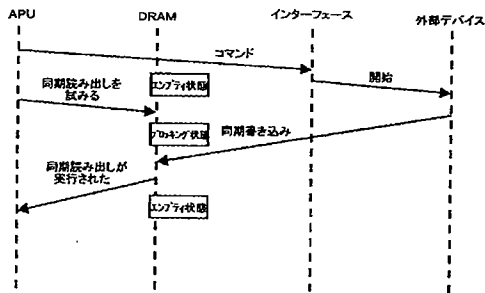 APU
DRAM
インターフェース
外部デバイス
コマンド
同期読み出しを
試みる
エンプティ状態
開始
ブロッキング状態
同期書き込み
同期読み出しが
実行された
エンプティ状態